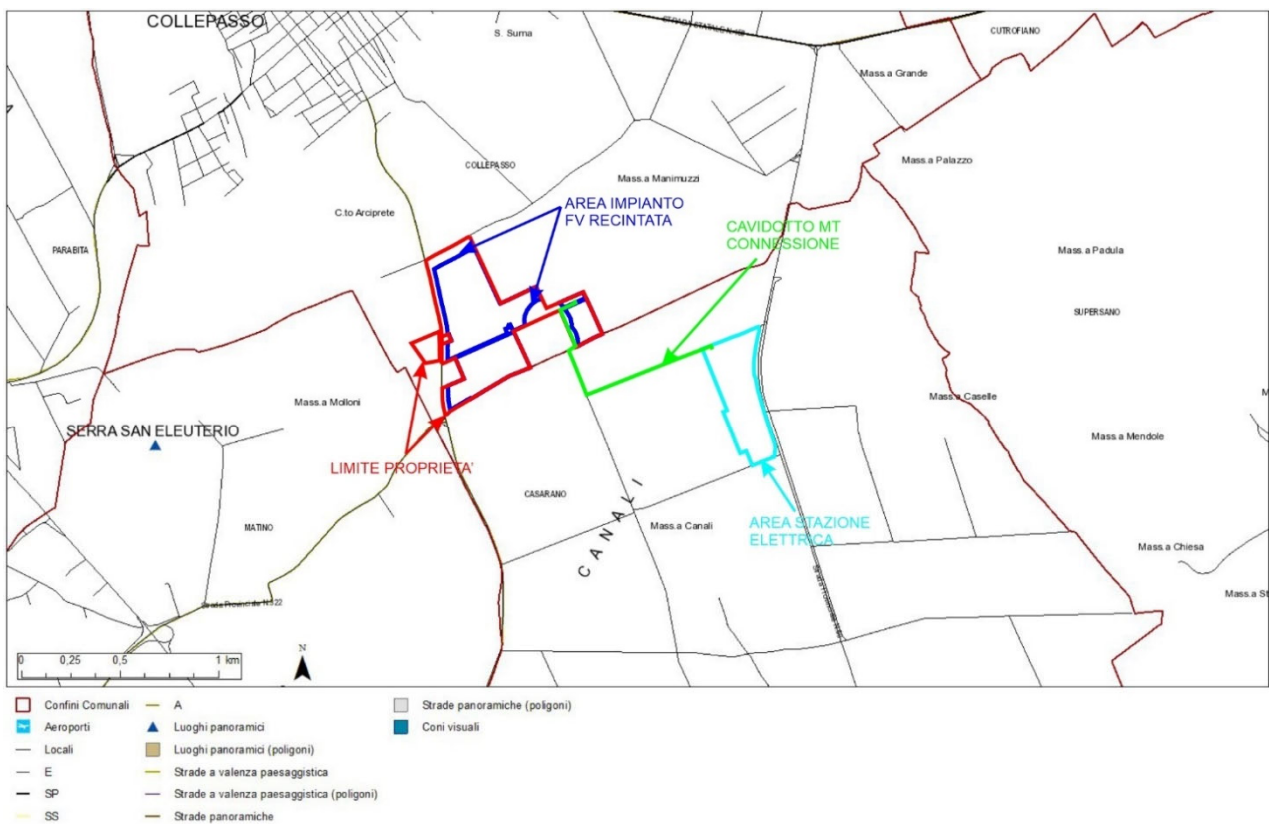 COLLEPASSO
S. Suma
CUTROFIANO
Mass.a Grande
Mass.a Palazzo
COLLEPASSO
Mass.a Manimuzzi
AREA IMPIANTO
FV RECINTATA
C.to Arciprete
CAVIDOTTO MT
CONNESSIONE
PARABITA
Mass.a Padula
SUPERSANO
Mass.a Molloni
Mass.a Caselle
SERRA SAN ELEUTERIO
Mass.a Mendole
LIMITE PROPRIETA'
CASARANO
CANALI
MATINO
Mass.a Canali
AREA STAZIONE
ELETTRICA
Mass.a Chiesa
Mass.a St
0 0,25 0,5 1 km
N
Confini Comunali
Aeroporti
Locali
E
SP
SS
A
Luoghi panoramici
Luoghi panoramici (poligoni)
Strade a valenza paesaggistica
Strade a valenza paesaggistica (poligoni)
Strade panoramiche
Strade panoramiche (poligoni)
Coni visuali